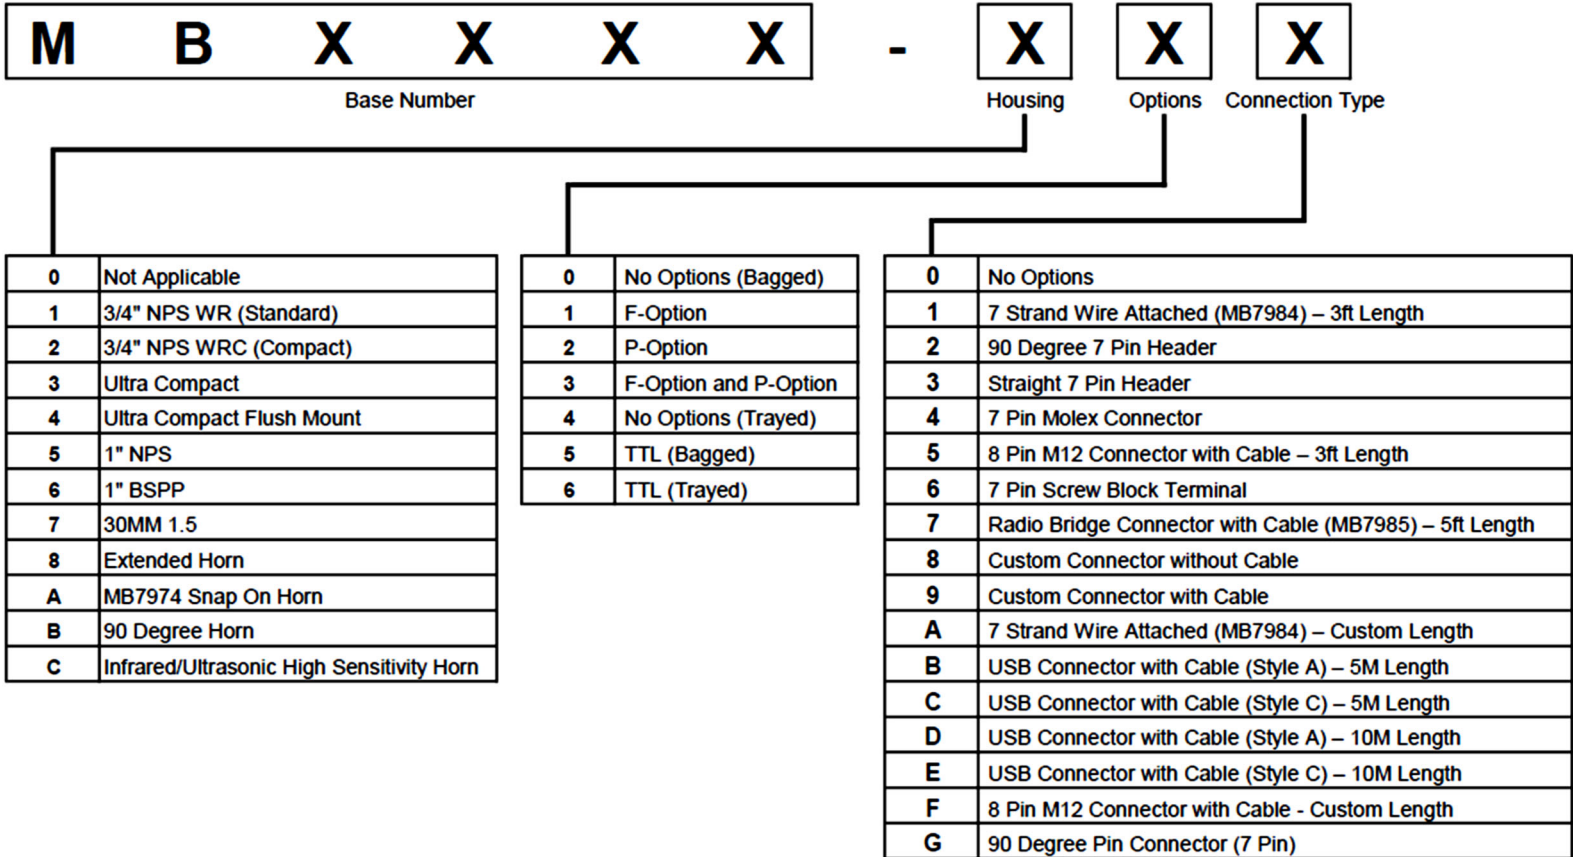 M B X X X X - X X X
Base Number Housing Options Connection Type
0 Not Applicable
1 3/4" NPS WR (Standard)
2 3/4" NPS WRC (Compact)
3 Ultra Compact
4 Ultra Compact Flush Mount
5 1" NPS
6 1" BSPP
7 30MM 1.5
8 Extended Horn
A MB7974 Snap On Horn
B 90 Degree Horn
C Infrared/Ultrasonic High Sensitivity Horn
0 No Options (Bagged)
1 F-Option
2 P-Option
3 F-Option and P-Option
4 No Options (Trayed)
5 TTL (Bagged)
6 TTL (Trayed)
0 No Options
1 7 Strand Wire Attached (MB7984) – 3ft Length
2 90 Degree 7 Pin Header
3 Straight 7 Pin Header
4 7 Pin Molex Connector
5 8 Pin M12 Connector with Cable – 3ft Length
6 7 Pin Screw Block Terminal
7 Radio Bridge Connector with Cable (MB7985) – 5ft Length
8 Custom Connector without Cable
9 Custom Connector with Cable
A 7 Strand Wire Attached (MB7984) – Custom Length
B USB Connector with Cable (Style A) – 5M Length
C USB Connector with Cable (Style C) – 5M Length
D USB Connector with Cable (Style A) – 10M Length
E USB Connector with Cable (Style C) – 10M Length
F 8 Pin M12 Connector with Cable - Custom Length
G 90 Degree Pin Connector (7 Pin)